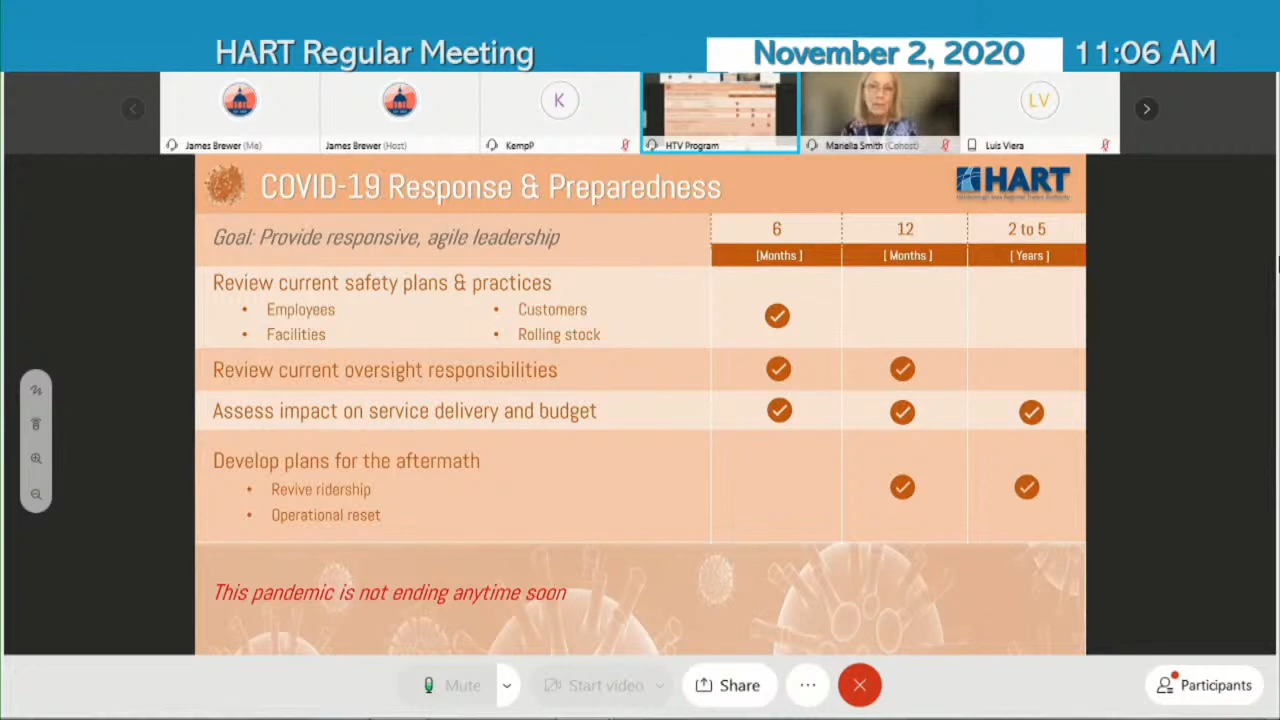 HART Regular Meeting
November 2, 2020
11:06 AM
K
LV
James Brewer (Me)
James Brewer (Host)
KempP
HTV Program
Mariella Smith (Cohost)
Luis Viera
COVID-19 Response & Preparedness
HART
Goal: Provide responsive, agile leadership
6
12
2 to 5
[Months]
[Months]
[Years]
Review current safety plans & practices
• Employees
• Customers
• Facilities
• Rolling stock
Review current oversight responsibilities
Assess impact on service delivery and budget
Develop plans for the aftermath
• Revive ridership
• Operational reset
This pandemic is not ending anytime soon
Mute
Start video
Share
Participants